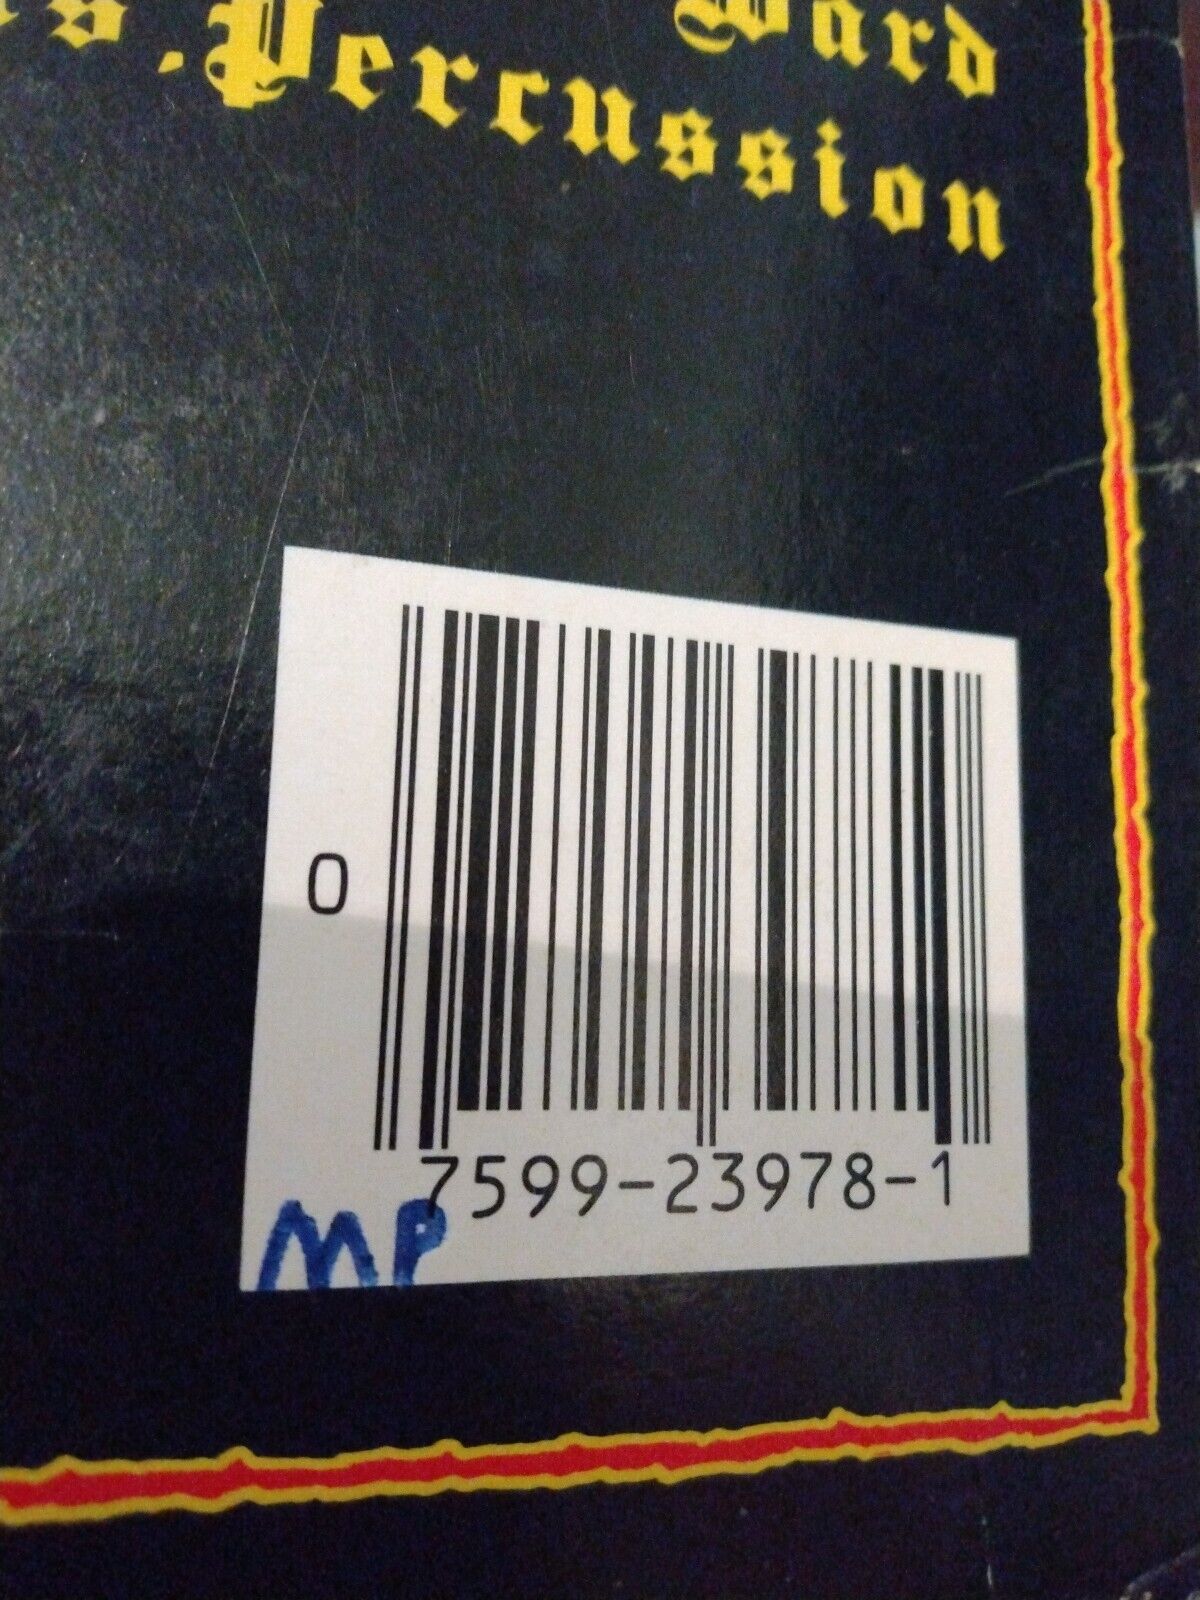 Ward
s. Percussion
0
7599-23978-1
MP